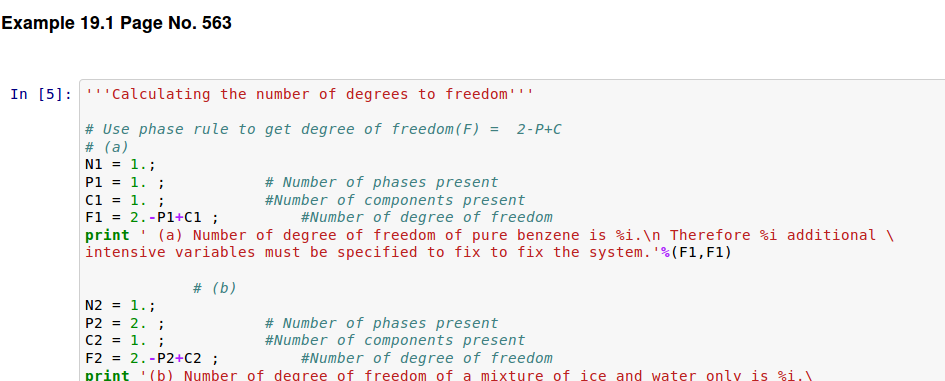 Example 19.1 Page No. 563
In [5]: '''Calculating the number of degrees to freedom'''
# Use phase rule to get degree of freedom(F) =  2-P+C
# (a)
N1 = 1.;
P1 = 1. ;           # Number of phases present
C1 = 1. ;           #Number of components present
F1 = 2.-P1+C1 ;         #Number of degree of freedom
print ' (a) Number of degree of freedom of pure benzene is %i.\n Therefore %i additional \
intensive variables must be specified to fix to fix the system.'%(F1,F1)
# (b)
N2 = 1.;
P2 = 2. ;           # Number of phases present
C2 = 1. ;           #Number of components present
F2 = 2.-P2+C2 ;         #Number of degree of freedom
print '(b) Number of degree of freedom of a mixture of ice and water only is %i.\